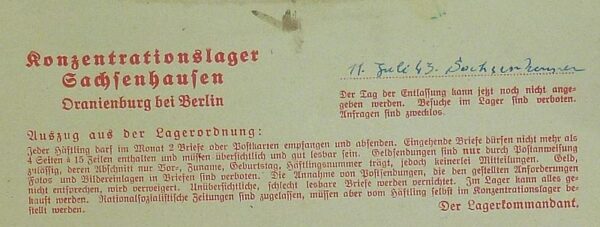 Konzentrationslager
Sachsenhausen
Oranienburg bei Berlin
11. Juli 43. Sachsenhausen
Der Tag der Entlassung kann jetzt noch nicht ange-
geben werden. Besuche im Lager sind verboten.
Anfragen sind zwecklos.
Auszug aus der Lagerordnung:
Jeder Häftling darf im Monat 2 Briefe oder Postkarten empfangen und absenden. Eingehende Briefe dürfen nicht mehr als
4 Seiten à 15 Zeilen enthalten und müssen übersichtlich und gut lesbar sein. Geldsendungen sind nur durch Postanweisung
zulässig, deren Abschnitt nur Vor-, Zuname, Geburtstag, Häftlingsnummer trägt, jedoch keinerlei Mitteilungen. Geld,
Fotos und Bildereinlagen in Briefen sind verboten. Die Annahme von Postsendungen, die den gestellten Anforderungen
nicht entsprechen, wird verweigert. Unübersichtliche, schlecht lesbare Briefe werden vernichtet. Im Lager kann alles ge-
kauft werden. Nationalsozialistische Zeitungen sind zugelassen, müssen aber vom Häftling selbst im Konzentrationslager be-
stellt werden.
Der Lagerkommandant.